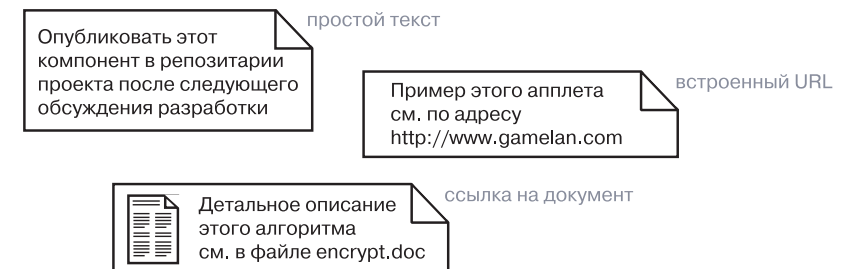 простой текст
Опубликовать этот
компонент в репозитарии
проекта после следующего
обсуждения разработки
встроенный URL
Пример этого апплета
см. по адресу
http://www.gamelan.com
ссылка на документ
Детальное описание
этого алгоритма
см. в файле encrypt.doc